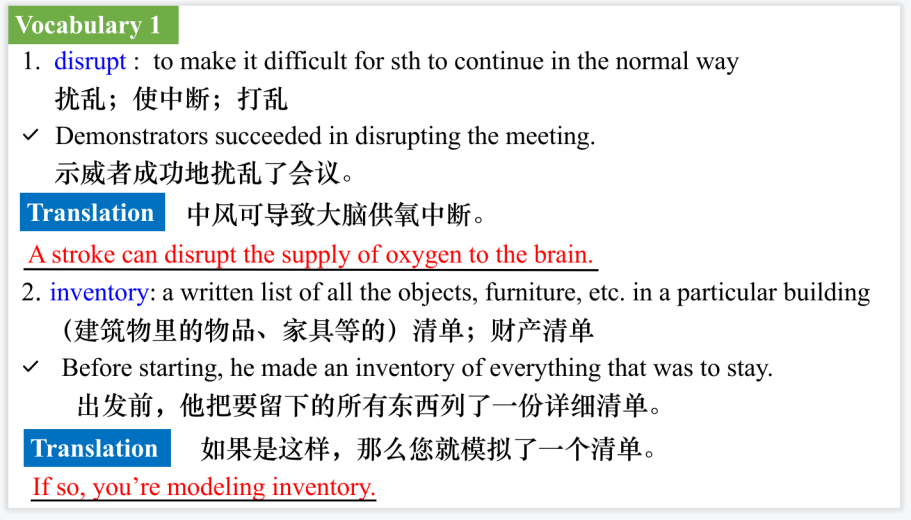 Vocabulary 1
1. disrupt : to make it difficult for sth to continue in the normal way
扰乱；使中断；打乱
✓ Demonstrators succeeded in disrupting the meeting.
示威者成功地扰乱了会议。
Translation 中风可导致大脑供氧中断。
A stroke can disrupt the supply of oxygen to the brain.
2. inventory: a written list of all the objects, furniture, etc. in a particular building
（建筑物里的物品、家具等的）清单；财产清单
✓ Before starting, he made an inventory of everything that was to stay.
出发前，他把要留下的所有东西列了一份详细清单。
Translation 如果是这样，那么您就模拟了一个清单。
If so, you’re modeling inventory.